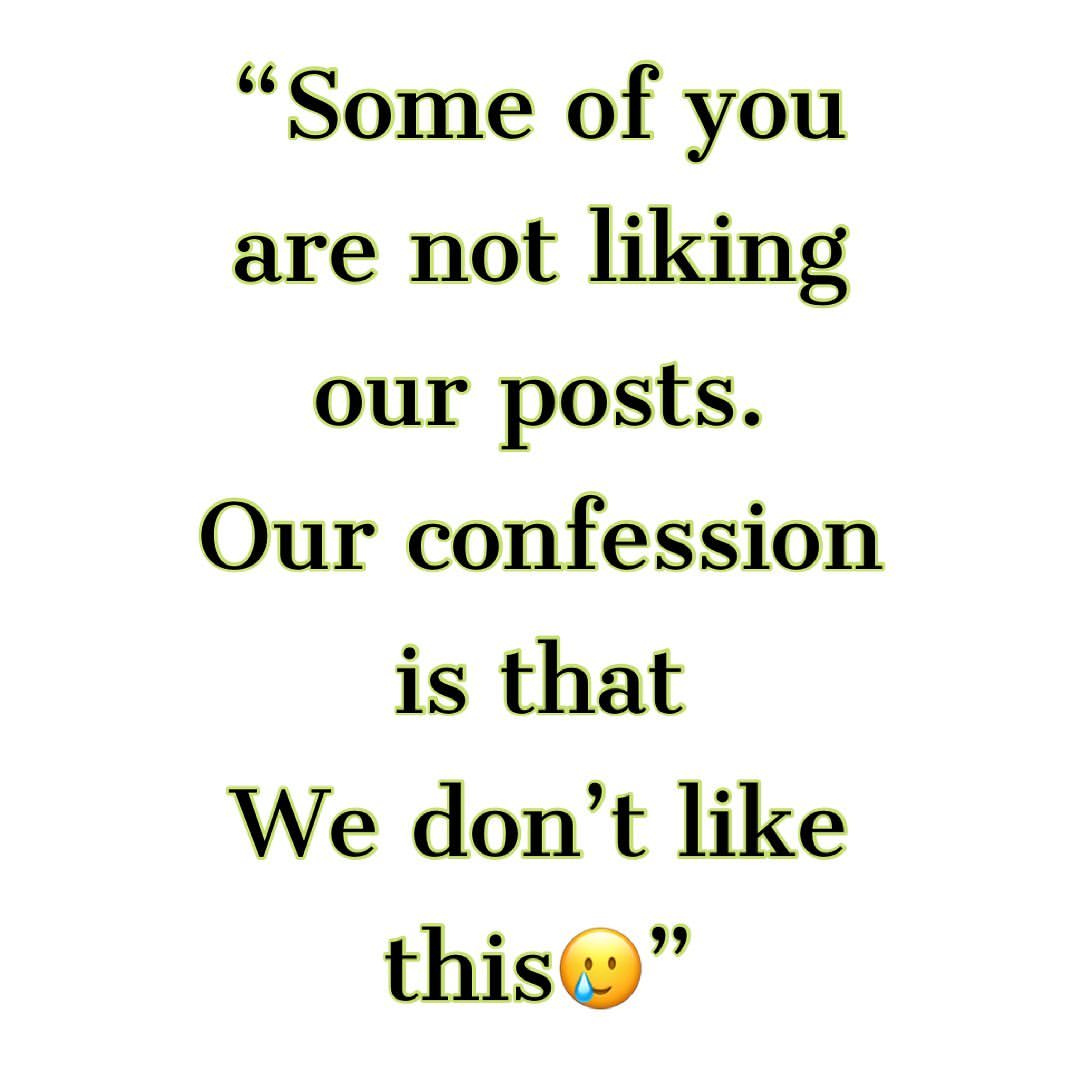 “Some of you
are not liking
our posts.
Our confession
is that
We don’t like
this🥲”